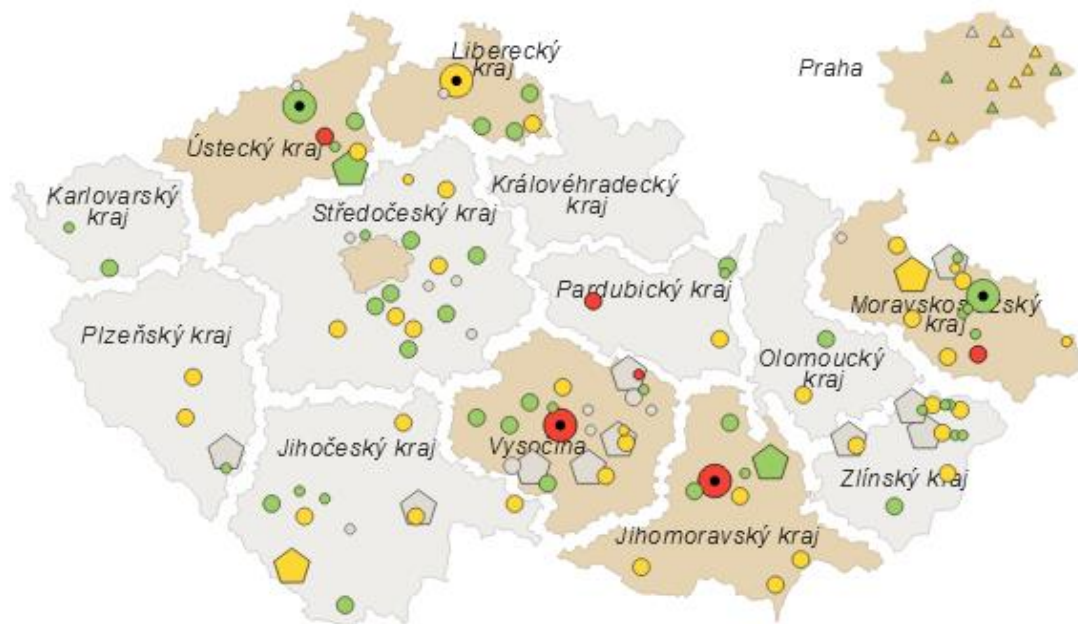 Liberecký
kraj
Praha
Ústecký kraj
Karlovarský
kraj
Královéhradecký
kraj
Středočeský kraj
Pardubický kraj
Moravskoslezský
kraj
Plzeňský kraj
Olomoucký
kraj
Jihočeský kraj
Vysočina
Zlínský kraj
Jihomoravský kraj